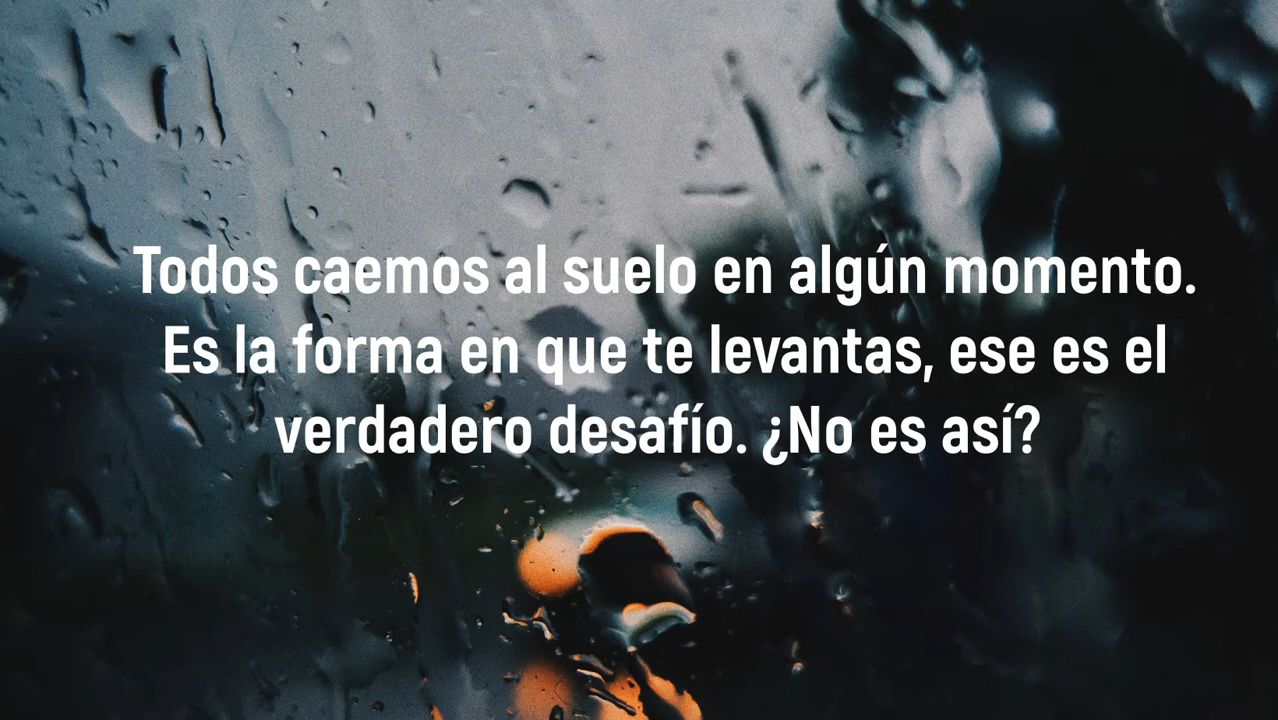 Todos caemos al suelo en algún momento.
Es la forma en que te levantas, ese es el
verdadero desafío. ¿No es así?